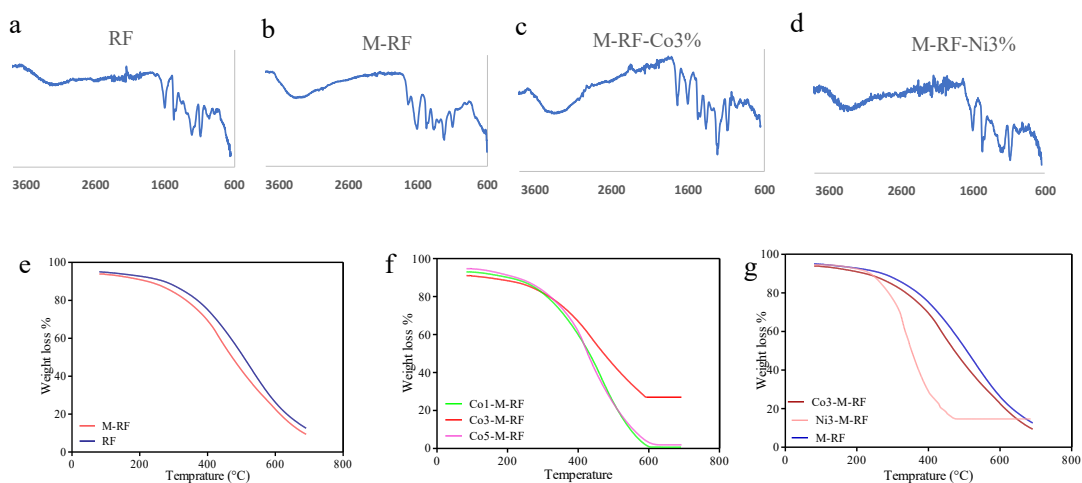 a
RF
3600 2600 1600 600
b
M-RF
3600 2600 1600 600
c
M-RF-Co3%
3600 2600 1600 600
d
M-RF-Ni3%
3600 2600 1600 600
e
Weight loss %
100
80
60
40
20
0
M-RF
RF
0 200 400 600 800
Temprature (°C)
f
Weight loss %
100
80
60
40
20
0
Co1-M-RF
Co3-M-RF
Co5-M-RF
0 200 400 600 800
Temperature
g
Weight loss %
100
80
60
40
20
0
Co3-M-RF
Ni3-M-RF
M-RF
0 200 400 600 800
Temprature (°C)